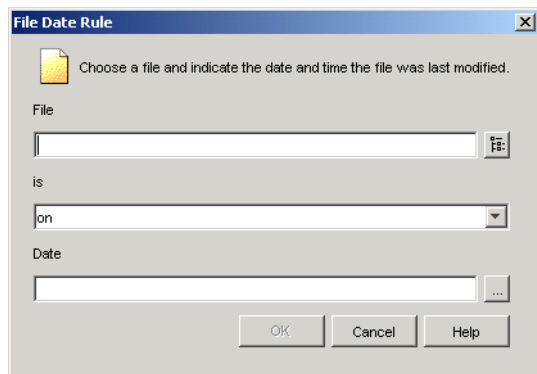 File Date Rule
Choose a file and indicate the date and time the file was last modified.
File
is
on
Date
...
OK Cancel Help